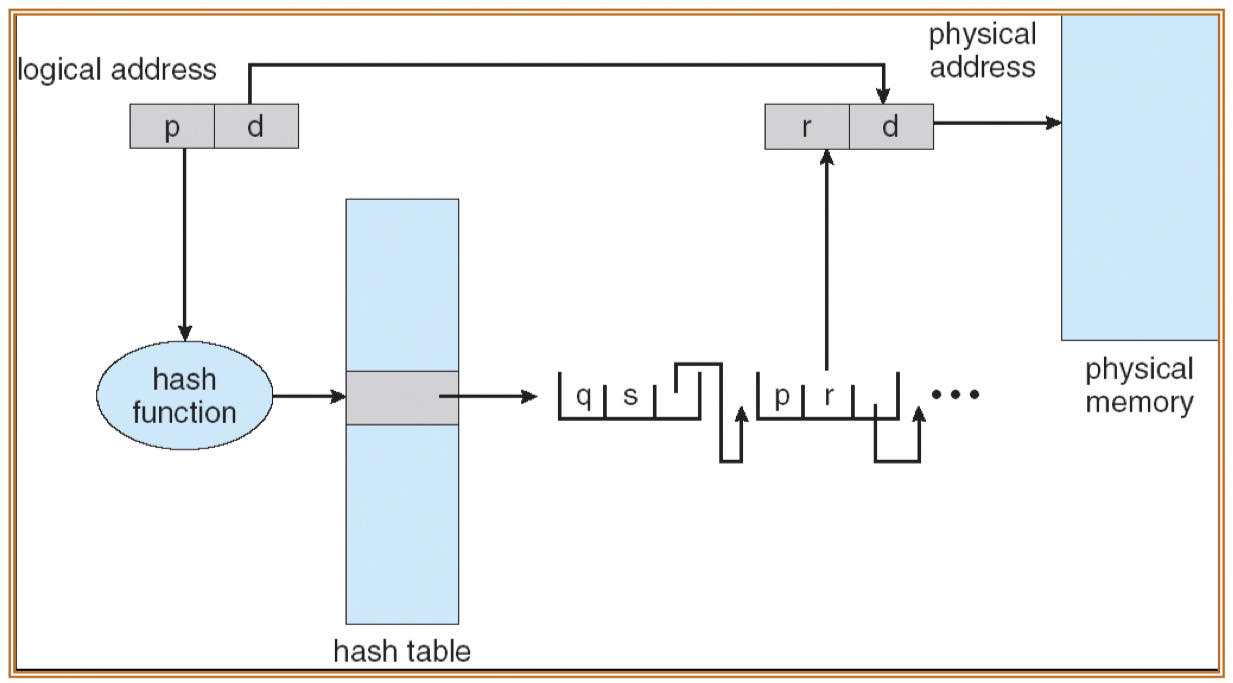 logical address
physical
address
p d
r d
hash
function
q s
p r
•••
physical
memory
hash table